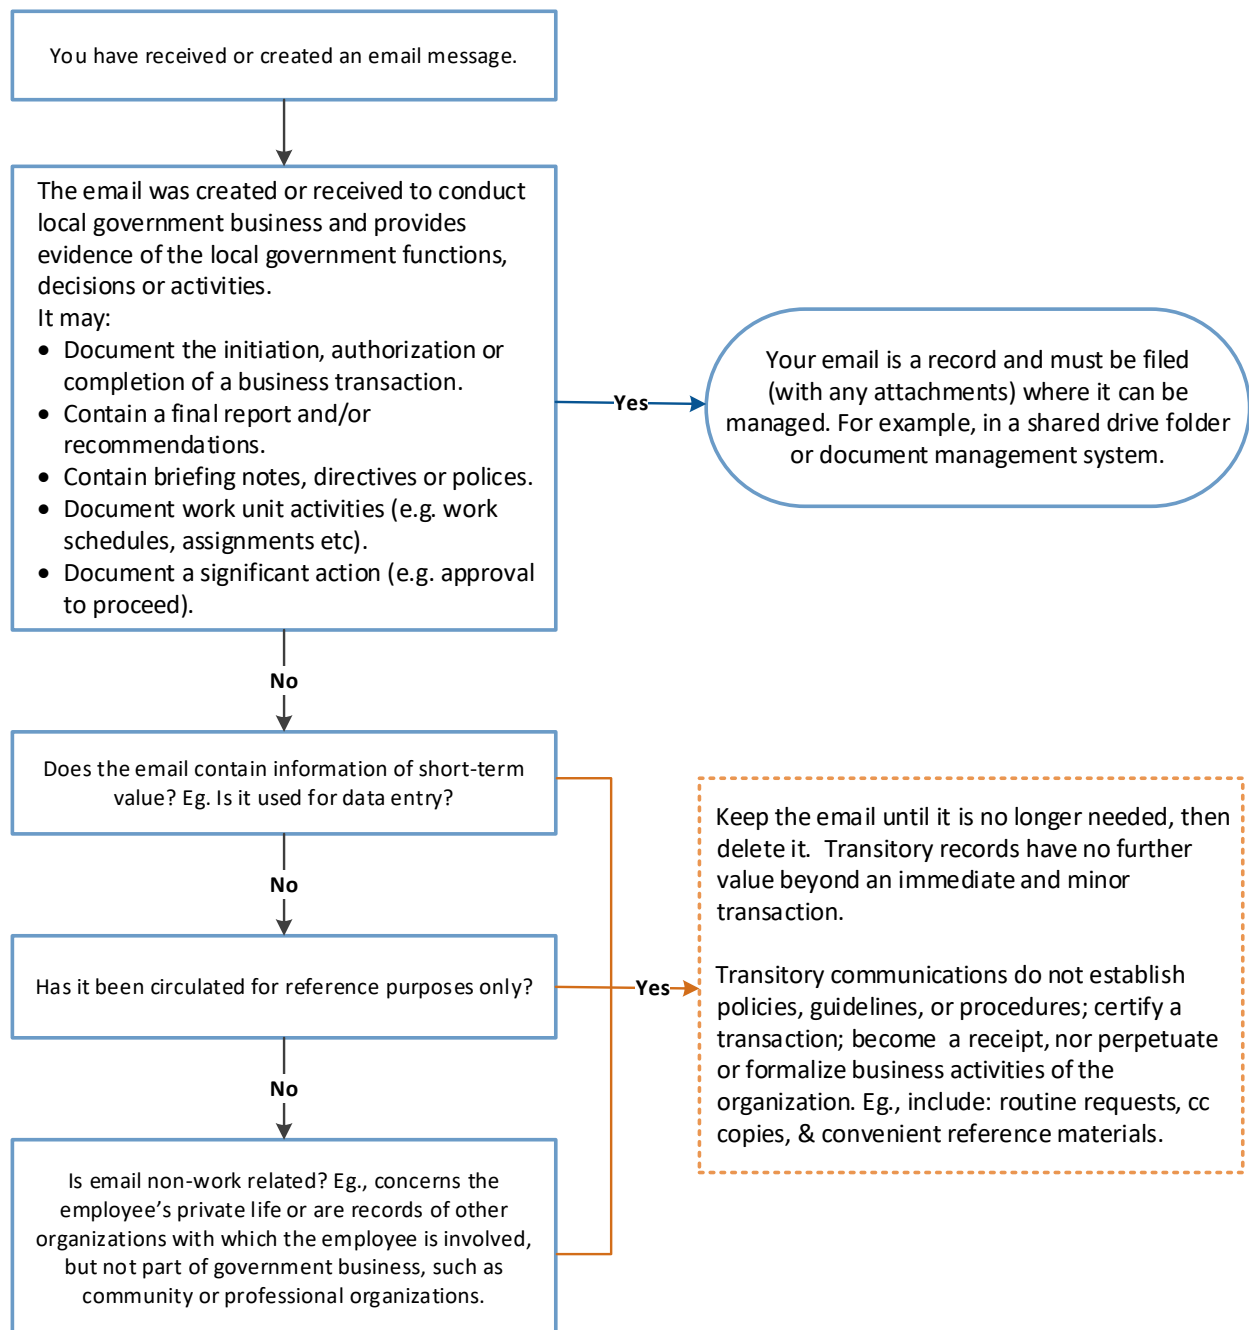 You have received or created an email message.
The email was created or received to conduct
local government business and provides
evidence of the local government functions,
decisions or activities.
It may:
• Document the initiation, authorization or
completion of a business transaction.
• Contain a final report and/or
recommendations.
• Contain briefing notes, directives or polices.
• Document work unit activities (e.g. work
schedules, assignments etc).
• Document a significant action (e.g. approval
to proceed).
Yes
Your email is a record and must be filed
(with any attachments) where it can be
managed. For example, in a shared drive folder
or document management system.
No
Does the email contain information of short-term
value? Eg. Is it used for data entry?
No
Has it been circulated for reference purposes only?
Yes
Keep the email until it is no longer needed, then
delete it.  Transitory records have no further
value beyond an immediate and minor
transaction.
Transitory communications do not establish
policies, guidelines, or procedures; certify a
transaction; become  a receipt, nor perpetuate
or formalize business activities of the
organization. Eg., include: routine requests, cc
copies, & convenient reference materials.
No
Is email non-work related? Eg., concerns the
employee’s private life or are records of other
organizations with which the employee is involved,
but not part of government business, such as
community or professional organizations.